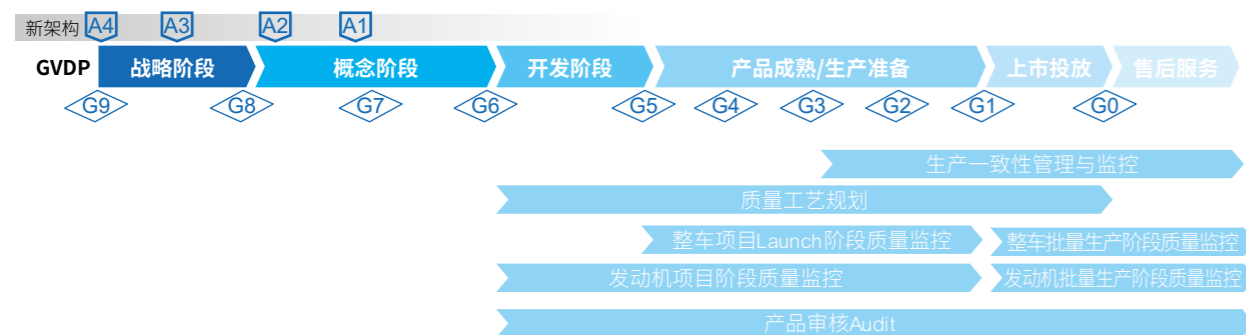 新架构 A4 A3 A2 A1
GVDP 战略阶段 概念阶段 开发阶段 产品成熟/生产准备 上市投放 售后服务
G9 G8 G7 G6 G5 G4 G3 G2 G1 G0
生产一致性管理与监控
质量工艺规划
整车项目Launch阶段质量监控 整车批量生产阶段质量监控
发动机项目阶段质量监控 发动机批量生产阶段质量监控
产品审核Audit